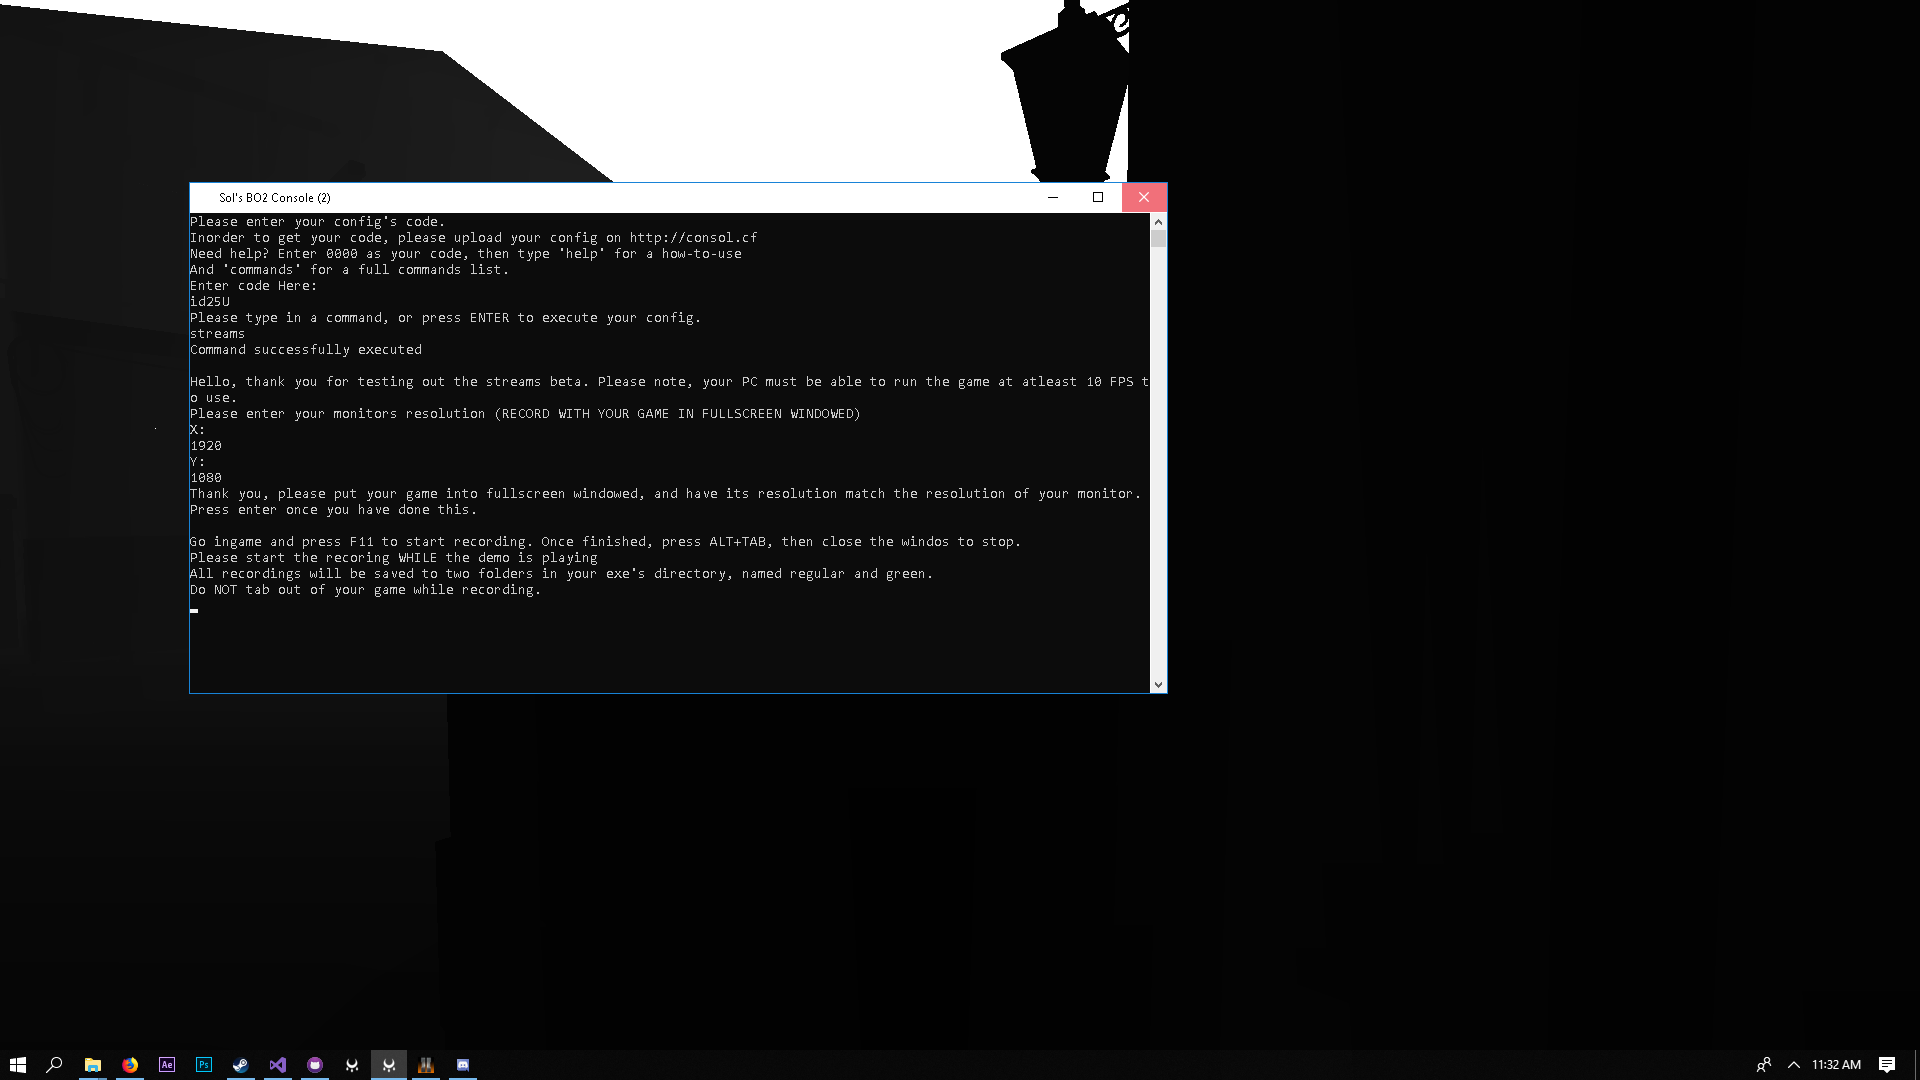 Sol's BO2 Console (2)
Please enter your config's code.
Inorder to get your code, please upload your config on http://consol.cf
Need help? Enter 0000 as your code, then type 'help' for a how-to-use
And 'commands' for a full commands list.
Enter code Here:
id25U
Please type in a command, or press ENTER to execute your config.
streams
Command successfully executed
Hello, thank you for testing out the streams beta. Please note, your PC must be able to run the game at atleast 10 FPS t
o use.
Please enter your monitors resolution (RECORD WITH YOUR GAME IN FULLSCREEN WINDOWED)
X:
1920
Y:
1080
Thank you, please put your game into fullscreen windowed, and have its resolution match the resolution of your monitor.
Press enter once you have done this.
Go ingame and press F11 to start recording. Once finished, press ALT+TAB, then close the windos to stop.
Please start the recoring WHILE the demo is playing
All recordings will be saved to two folders in your exe's directory, named regular and green.
Do NOT tab out of your game while recording.
Ae Ps 11:32 AM